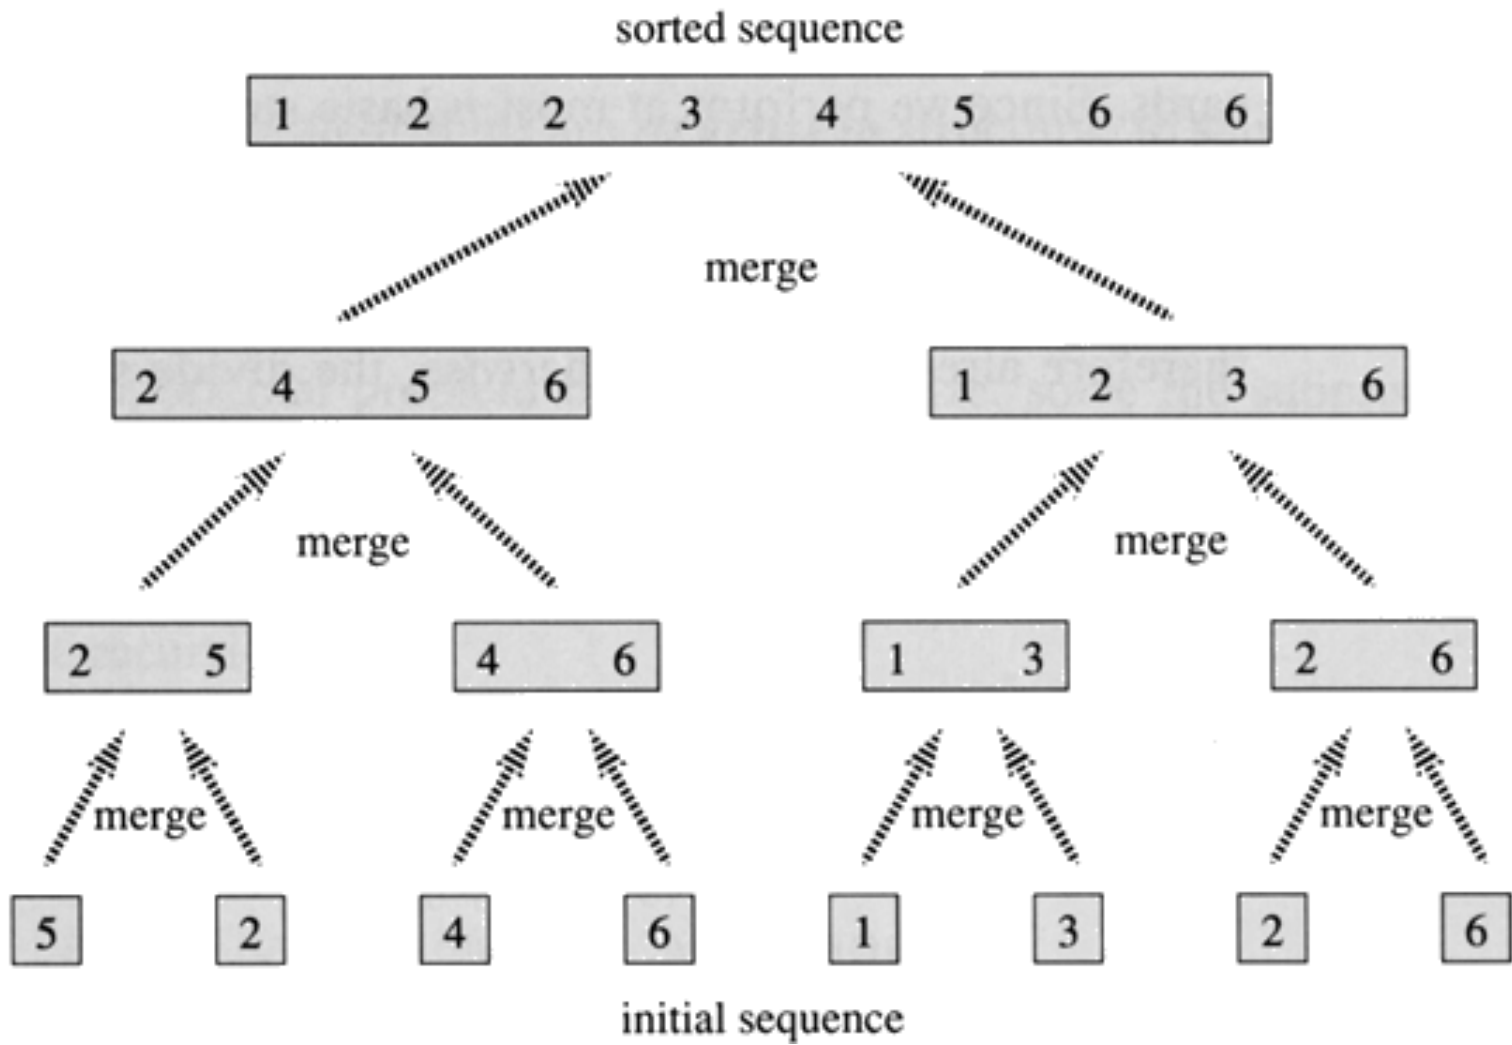 sorted sequence
1 2 2 3 4 5 6 6
merge
2 4 5 6 1 2 3 6
merge merge
2 5 4 6 1 3 2 6
merge merge merge merge
5 2 4 6 1 3 2 6
initial sequence